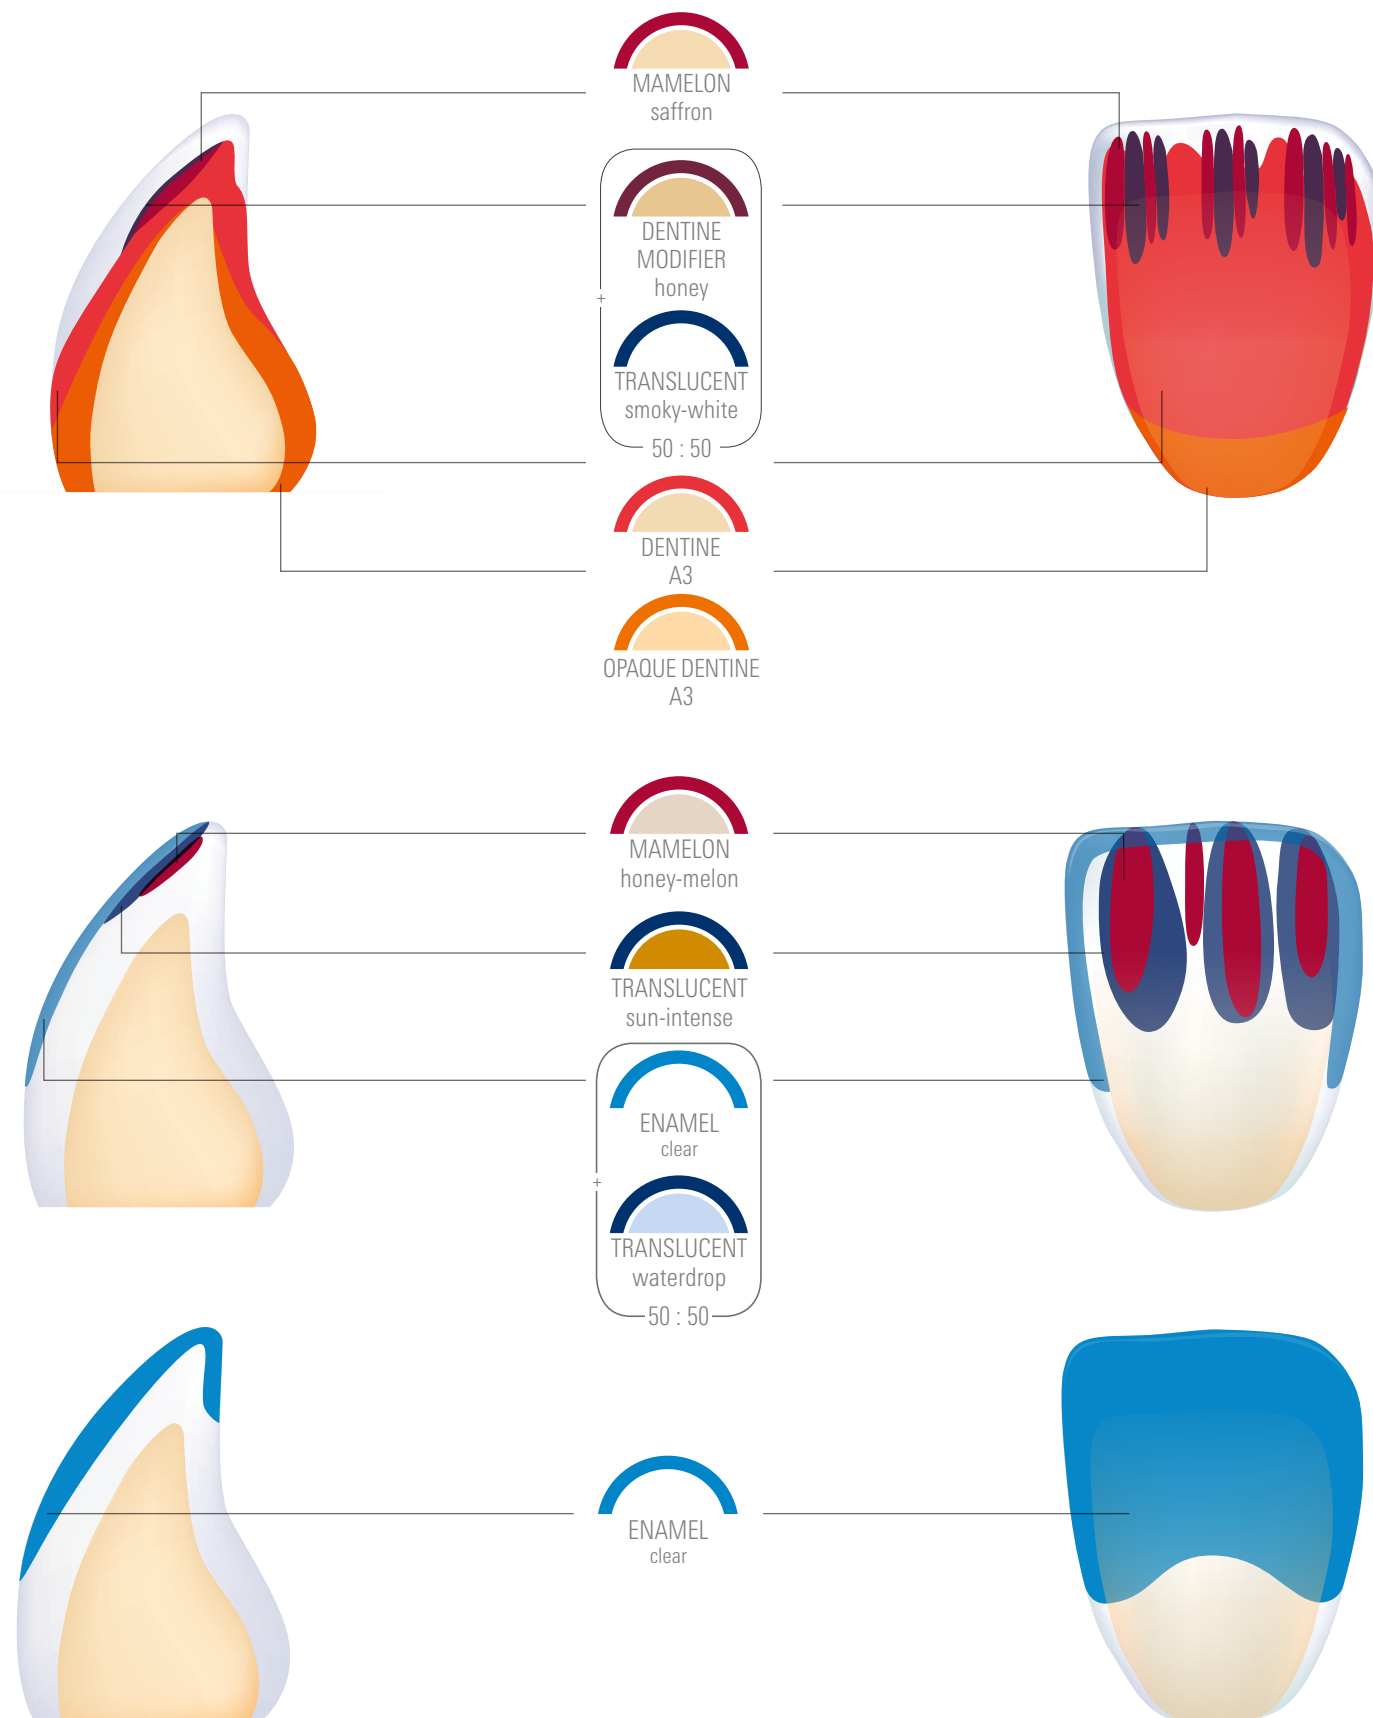 MAMELON
saffron
DENTINE
MODIFIER
honey
+
TRANSLUCENT
smoky-white
50 : 50
DENTINE
A3
OPAQUE DENTINE
A3
MAMELON
honey-melon
TRANSLUCENT
sun-intense
ENAMEL
clear
+
TRANSLUCENT
waterdrop
50 : 50
ENAMEL
clear